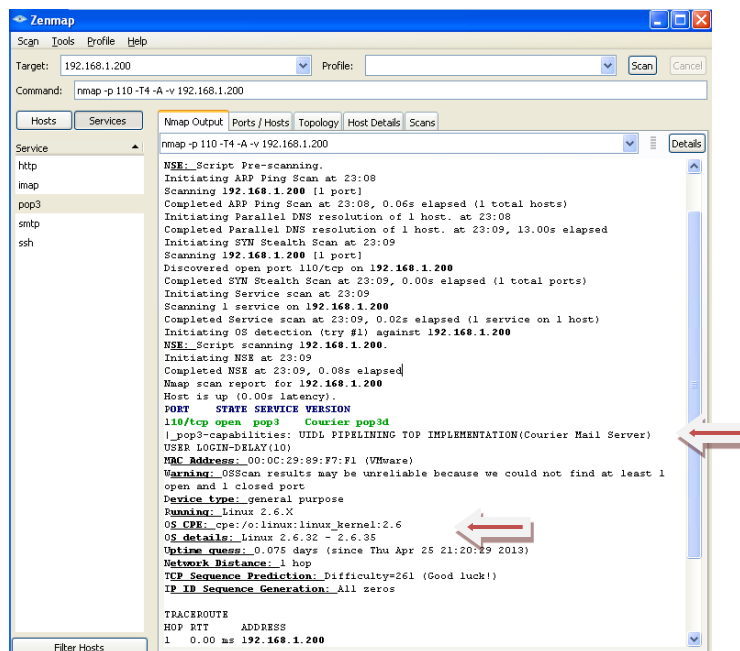 Zenmap
Scan Tools Profile Help
Target: 192.168.1.200 Profile: Scan Cancel
Command: nmap -p 110 -T4 -A -v 192.168.1.200
Hosts Services
Nmap Output Ports / Hosts Topology Host Details Scans
Service
http
imap
pop3
smtp
ssh
Filter Hosts
nmap -p 110 -T4 -A -v 192.168.1.200 Details
NSE: Script Pre-scanning.
Initiating ARP Ping Scan at 23:08
Scanning 192.168.1.200 [1 port]
Completed ARP Ping Scan at 23:08, 0.06s elapsed (1 total hosts)
Initiating Parallel DNS resolution of 1 host. at 23:08
Completed Parallel DNS resolution of 1 host. at 23:09, 13.00s elapsed
Initiating SYN Stealth Scan at 23:09
Scanning 192.168.1.200 [1 port]
Discovered open port 110/tcp on 192.168.1.200
Completed SYN Stealth Scan at 23:09, 0.00s elapsed (1 total ports)
Initiating Service scan at 23:09
Scanning 1 service on 192.168.1.200
Completed Service scan at 23:09, 0.02s elapsed (1 service on 1 host)
Initiating OS detection (try #1) against 192.168.1.200
NSE: Script scanning 192.168.1.200.
Initiating NSE at 23:09
Completed NSE at 23:09, 0.08s elapsed
Nmap scan report for 192.168.1.200
Host is up (0.00s latency).
PORT STATE SERVICE VERSION
110/tcp open pop3 Courier pop3d
|_pop3-capabilities: UIDL PIPELINING TOP IMPLEMENTATION(Courier Mail Server)
USER LOGIN-DELAY(10)
MAC Address: 00:0C:29:89:F7:F1 (VMware)
Warning: OSScan results may be unreliable because we could not find at least 1
open and 1 closed port
Device type: general purpose
Running: Linux 2.6.X
OS CPE: cpe:/o:linux:linux_kernel:2.6
OS details: Linux 2.6.32 - 2.6.35
Uptime guess: 0.075 days (since Thu Apr 25 21:20:29 2013)
Network Distance: 1 hop
TCP Sequence Prediction: Difficulty=261 (Good luck!)
IP ID Sequence Generation: All zeros
TRACEROUTE
HOP RTT ADDRESS
1 0.00 ms 192.168.1.200